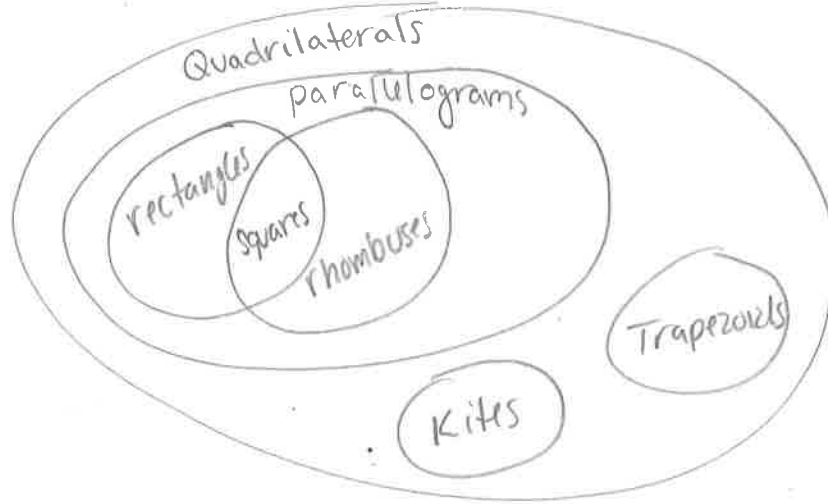 Quadrilaterals
parallelograms
rectangles
squares
rhombuses
Trapezoids
Kites